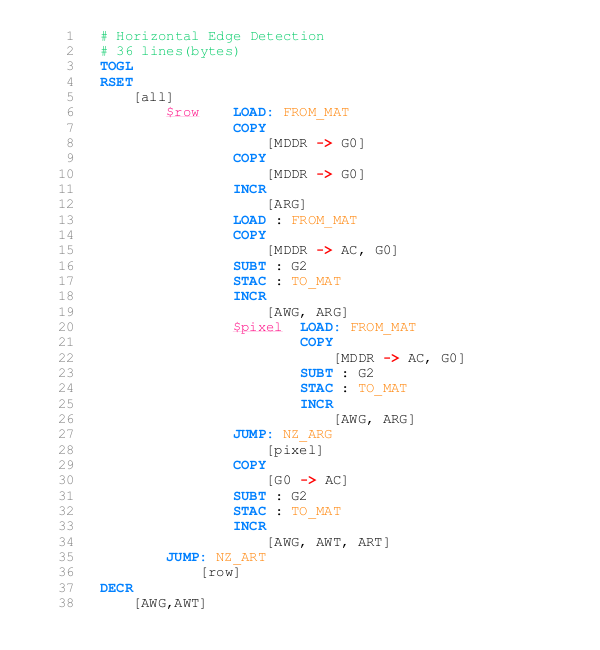 1 # Horizontal Edge Detection
2 # 36 lines(bytes)
3 TOGL
4 RSET
5 [all]
6 $row LOAD: FROM_MAT
7 COPY
8 [MDDR -> G0]
9 COPY
10 [MDDR -> G0]
11 INCR
12 [ARG]
13 LOAD : FROM_MAT
14 COPY
15 [MDDR -> AC, G0]
16 SUBT : G2
17 STAC : TO_MAT
18 INCR
19 [AWG, ARG]
20 $pixel LOAD: FROM_MAT
21 COPY
22 [MDDR -> AC, G0]
23 SUBT : G2
24 STAC : TO_MAT
25 INCR
26 [AWG, ARG]
27 JUMP: NZ_ARG
28 [pixel]
29 COPY
30 [G0 -> AC]
31 SUBT : G2
32 STAC : TO_MAT
33 INCR
34 [AWG, AWT, ART]
35 JUMP: NZ_ART
36 [row]
37 DECR
38 [AWG,AWT]